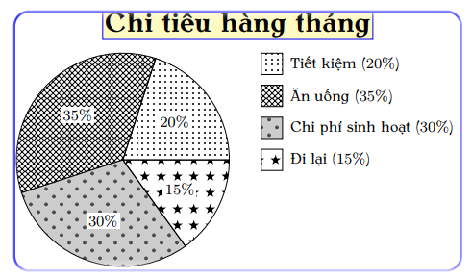 Chi tiêu hàng tháng
35%
20%
15%
30%
Tiết kiệm (20%)
Ăn uống (35%)
Chi phí sinh hoạt (30%)
Đi lại (15%)